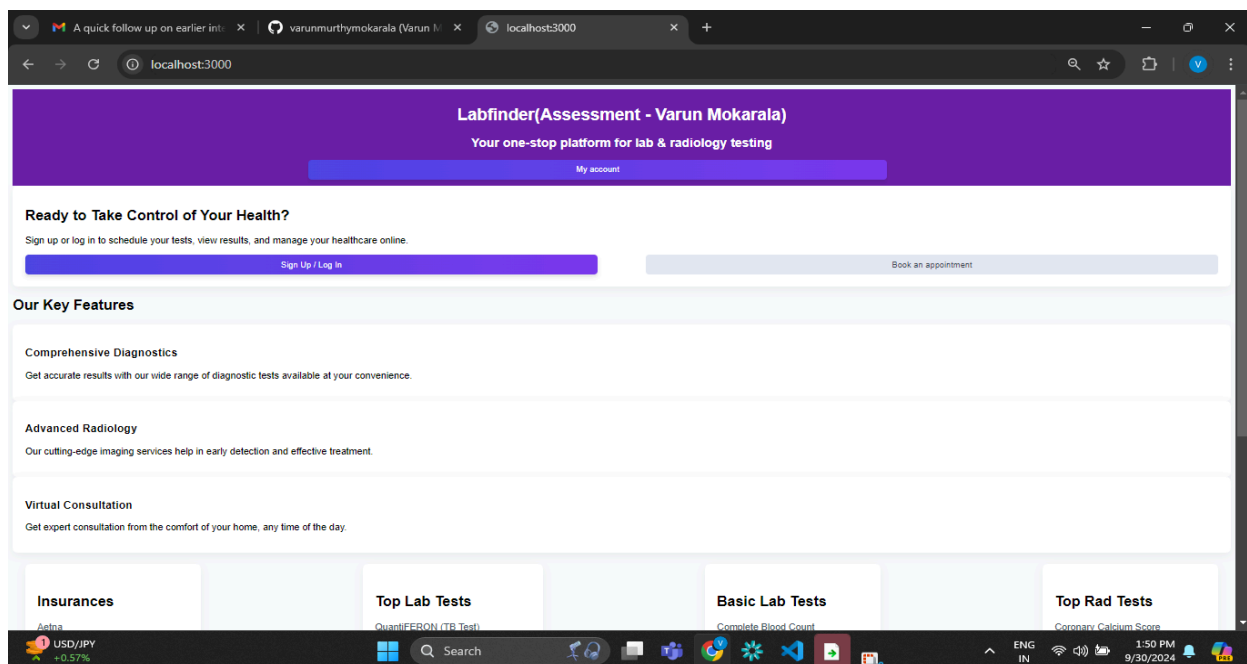 A quick follow up on earlier inte
varunmurthymokarala (Varun M
localhost:3000
localhost:3000
V
Labfinder(Assessment - Varun Mokarala)
Your one-stop platform for lab & radiology testing
My account
Ready to Take Control of Your Health?
Sign up or log in to schedule your tests, view results, and manage your healthcare online.
Sign Up / Log In
Book an appointment
Our Key Features
Comprehensive Diagnostics
Get accurate results with our wide range of diagnostic tests available at your convenience.
Advanced Radiology
Our cutting-edge imaging services help in early detection and effective treatment.
Virtual Consultation
Get expert consultation from the comfort of your home, any time of the day.
Insurances
Aetna
Top Lab Tests
QuantiFERON (TB Test)
Basic Lab Tests
Complete Blood Count
Top Rad Tests
Coronary Calcium Score
1
USD/JPY
+0.57%
Search
V
ENG
IN
1:50 PM
9/30/2024
PRE